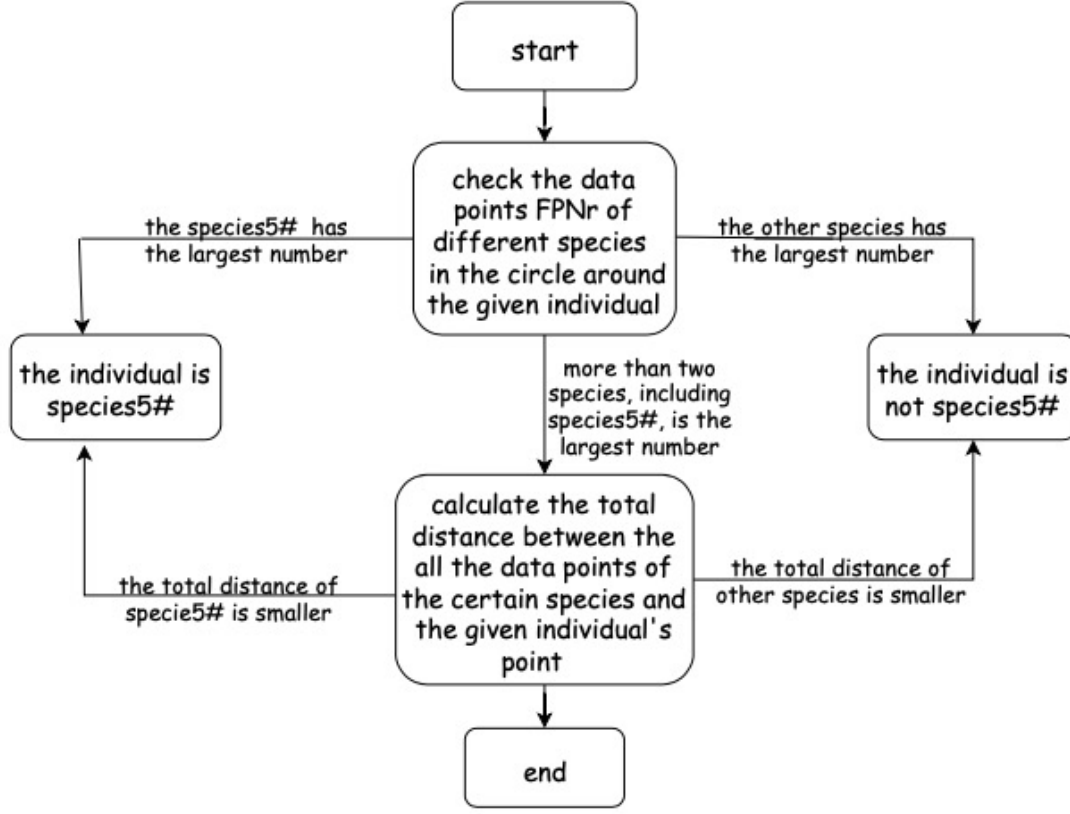 start
check the data
points FPNr of
different species
in the circle around
the given individual
the species5# has
the largest number
the other species has
the largest number
the individual is
species5#
more than two
species, including
species5#, is the
largest number
the individual is
not species5#
calculate the total
distance between the
all the data points of
the certain species and
the given individual's
point
the total distance of
specie5# is smaller
the total distance of
other species is smaller
end